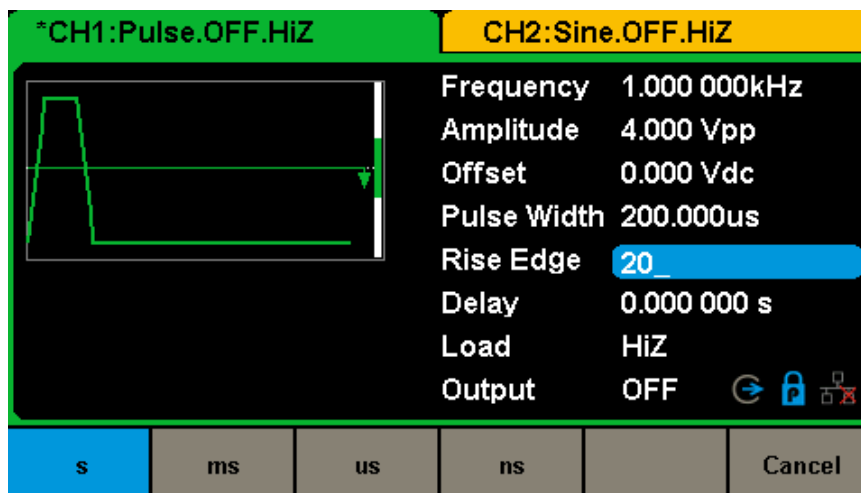 *CH1:Pulse.OFF.HiZ CH2:Sine.OFF.HiZ
Frequency 1.000 000kHz
Amplitude 4.000 Vpp
Offset 0.000 Vdc
Pulse Width 200.000us
Rise Edge 20_
Delay 0.000 000 s
Load HiZ
Output OFF P
s ms us ns Cancel